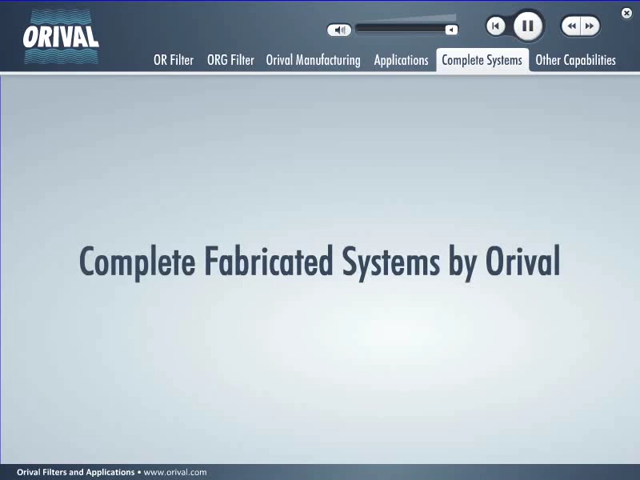 ORIVAL
OR Filter
ORG Filter
Orival Manufacturing
Applications
Complete Systems
Other Capabilities
Complete Fabricated Systems by Orival
Orival Filters and Applications • www.orival.com